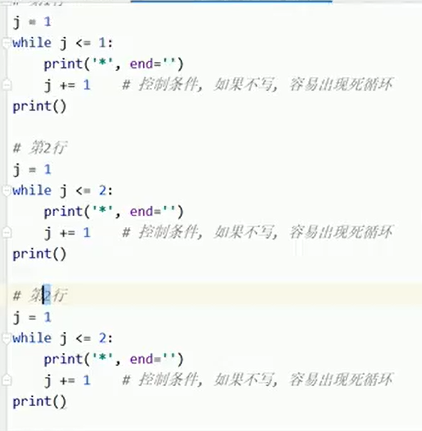 # 第1行
j = 1
while j <= 1:
    print('*', end='')
    j += 1    # 控制条件, 如果不写, 容易出现死循环
print()

# 第2行
j = 1
while j <= 2:
    print('*', end='')
    j += 1    # 控制条件, 如果不写, 容易出现死循环
print()

# 第2行
j = 1
while j <= 2:
    print('*', end='')
    j += 1    # 控制条件, 如果不写, 容易出现死循环
print()